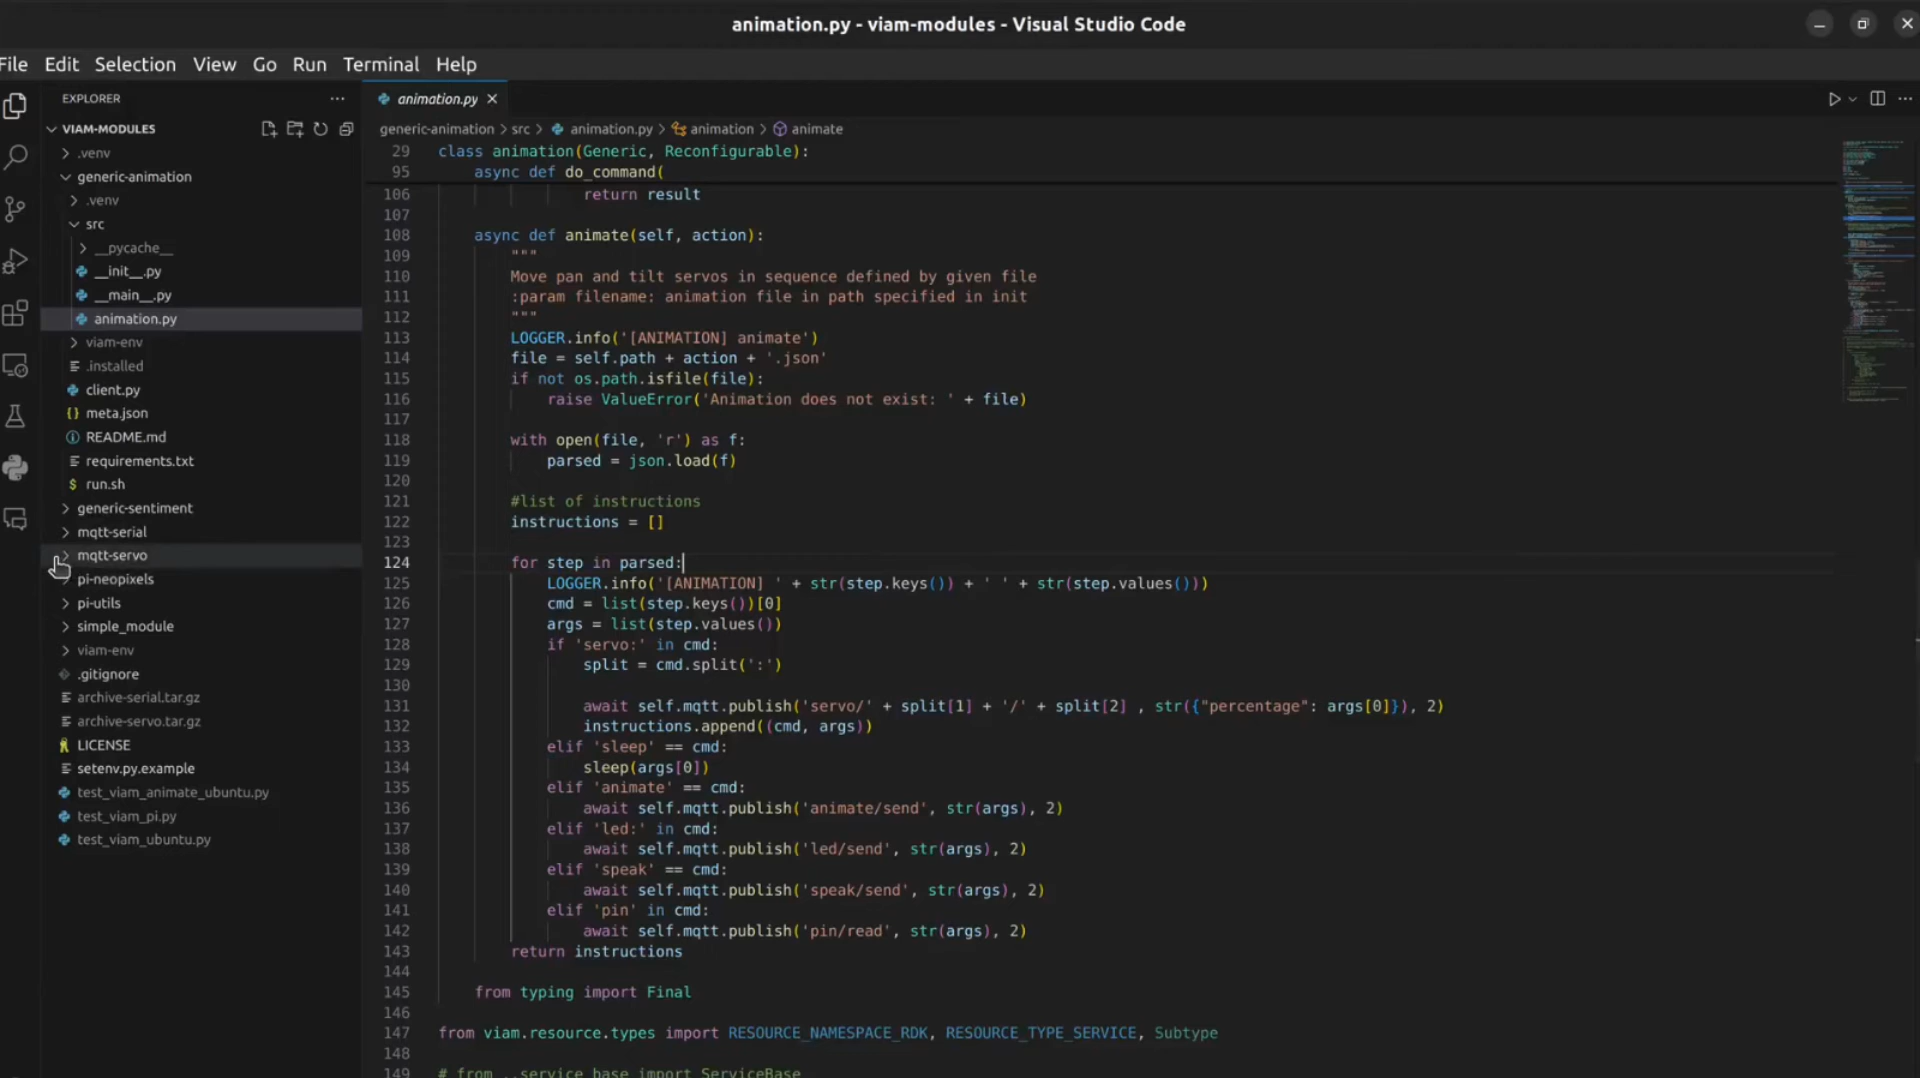 animation.py - viam-modules - Visual Studio Code
File Edit Selection View Go Run Terminal Help
EXPLORER
VIAM-MODULES
.venv
generic-animation
.venv
src
__pycache__
__init__.py
__main__.py
animation.py
viam-env
.installed
client.py
meta.json
README.md
requirements.txt
run.sh
generic-sentiment
mqtt-serial
mqtt-servo
pi-neopixels
pi-utils
simple_module
viam-env
.gitignore
archive-serial.tar.gz
archive-servo.tar.gz
LICENSE
setenv.py.example
test_viam_animate_ubuntu.py
test_viam_pi.py
test_viam_ubuntu.py
animation.py
generic-animation > src > animation.py > animation > animate
29 class animation(Generic, Reconfigurable):
95 async def do_command(
106 return result
107
108 async def animate(self, action):
109 """
110 Move pan and tilt servos in sequence defined by given file
111 :param filename: animation file in path specified in init
112 """
113 LOGGER.info('[ANIMATION] animate')
114 file = self.path + action + '.json'
115 if not os.path.isfile(file):
116 raise ValueError('Animation does not exist: ' + file)
117
118 with open(file, 'r') as f:
119 parsed = json.load(f)
120
121 #list of instructions
122 instructions = []
123
124 for step in parsed:
125 LOGGER.info('[ANIMATION] ' + str(step.keys()) + ' ' + str(step.values()))
126 cmd = list(step.keys())[0]
127 args = list(step.values())
128 if 'servo:' in cmd:
129 split = cmd.split(':')
130
131 await self.mqtt.publish('servo/' + split[1] + '/' + split[2] , str({"percentage": args[0]}), 2)
132 instructions.append((cmd, args))
133 elif 'sleep' == cmd:
134 sleep(args[0])
135 elif 'animate' == cmd:
136 await self.mqtt.publish('animate/send', str(args), 2)
137 elif 'led:' in cmd:
138 await self.mqtt.publish('led/send', str(args), 2)
139 elif 'speak' == cmd:
140 await self.mqtt.publish('speak/send', str(args), 2)
141 elif 'pin' in cmd:
142 await self.mqtt.publish('pin/read', str(args), 2)
143 return instructions
144
145 from typing import Final
146
147 from viam.resource.types import RESOURCE_NAMESPACE_RDK, RESOURCE_TYPE_SERVICE, Subtype
148
149 # from ..service_base import ServiceBase